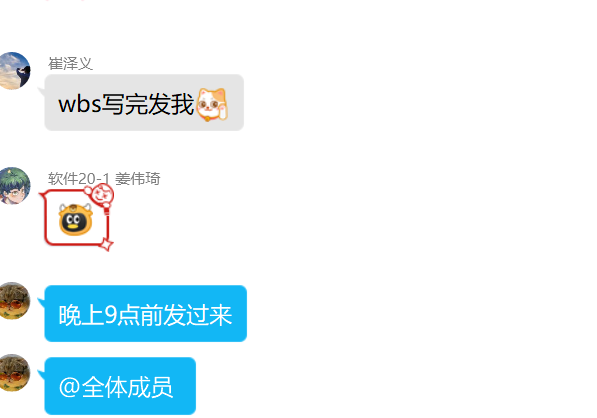 崔泽义
wbs写完发我
软件20-1 姜伟琦
晚上9点前发过来
@全体成员